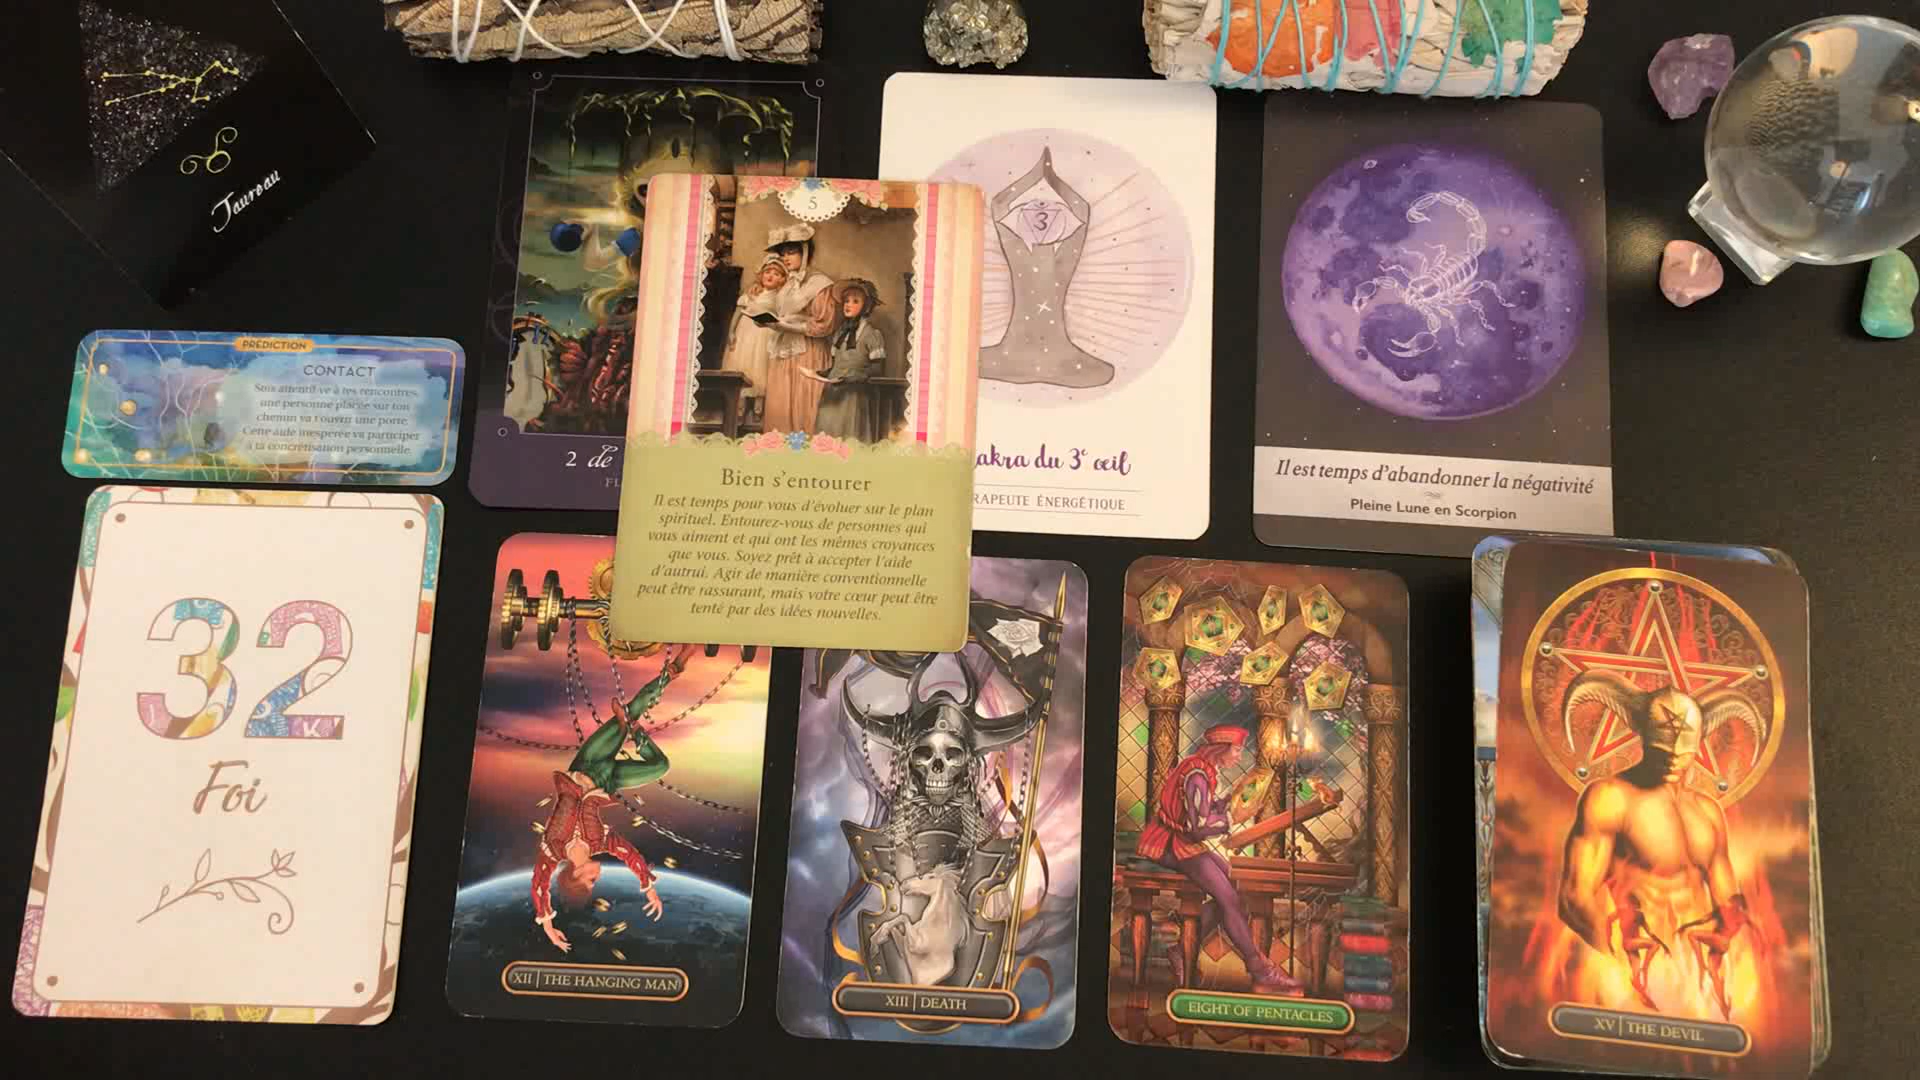 Taureau
PRÉDICTION
CONTACT
Sois attentif·ve à tes rencontres,
une personne placée sur ton
chemin va t'ouvrir une porte.
Cette aide inespérée va participer
à ta concrétisation personnelle.
32
Foi
2 de
5
Bien s'entourer
Il est temps pour vous d'évoluer sur le plan
spirituel. Entourez-vous de personnes qui
vous aiment et qui ont les mêmes croyances
que vous. Soyez prêt à accepter l'aide
d'autrui. Agir de manière conventionnelle
peut être rassurant, mais votre cœur peut être
tenté par des idées nouvelles.
3
akra du 3e œil
RAPEUTE ÉNERGÉTIQUE
Il est temps d'abandonner la négativité
Pleine Lune en Scorpion
XII | THE HANGING MAN
XIII | DEATH
EIGHT OF PENTACLES
XV | THE DEVIL